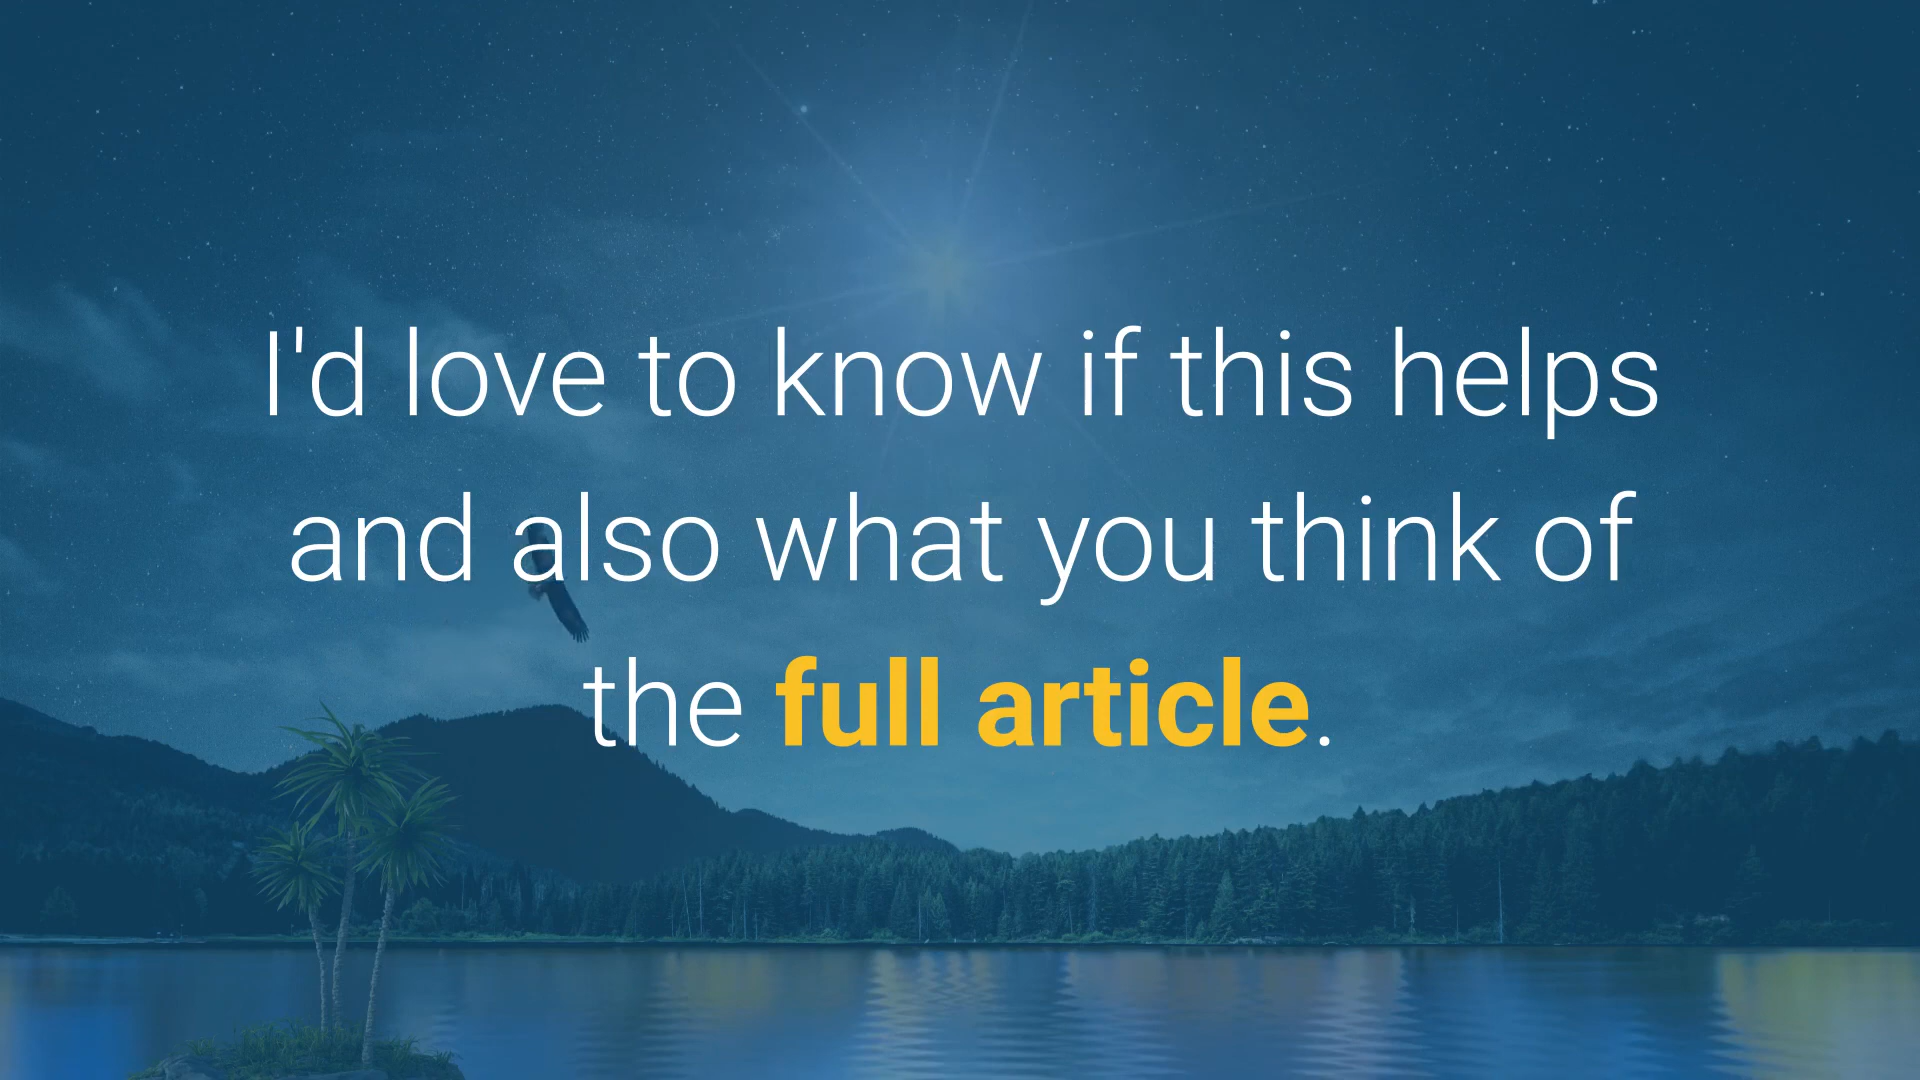 I'd love to know if this helps
and also what you think of
the full article.